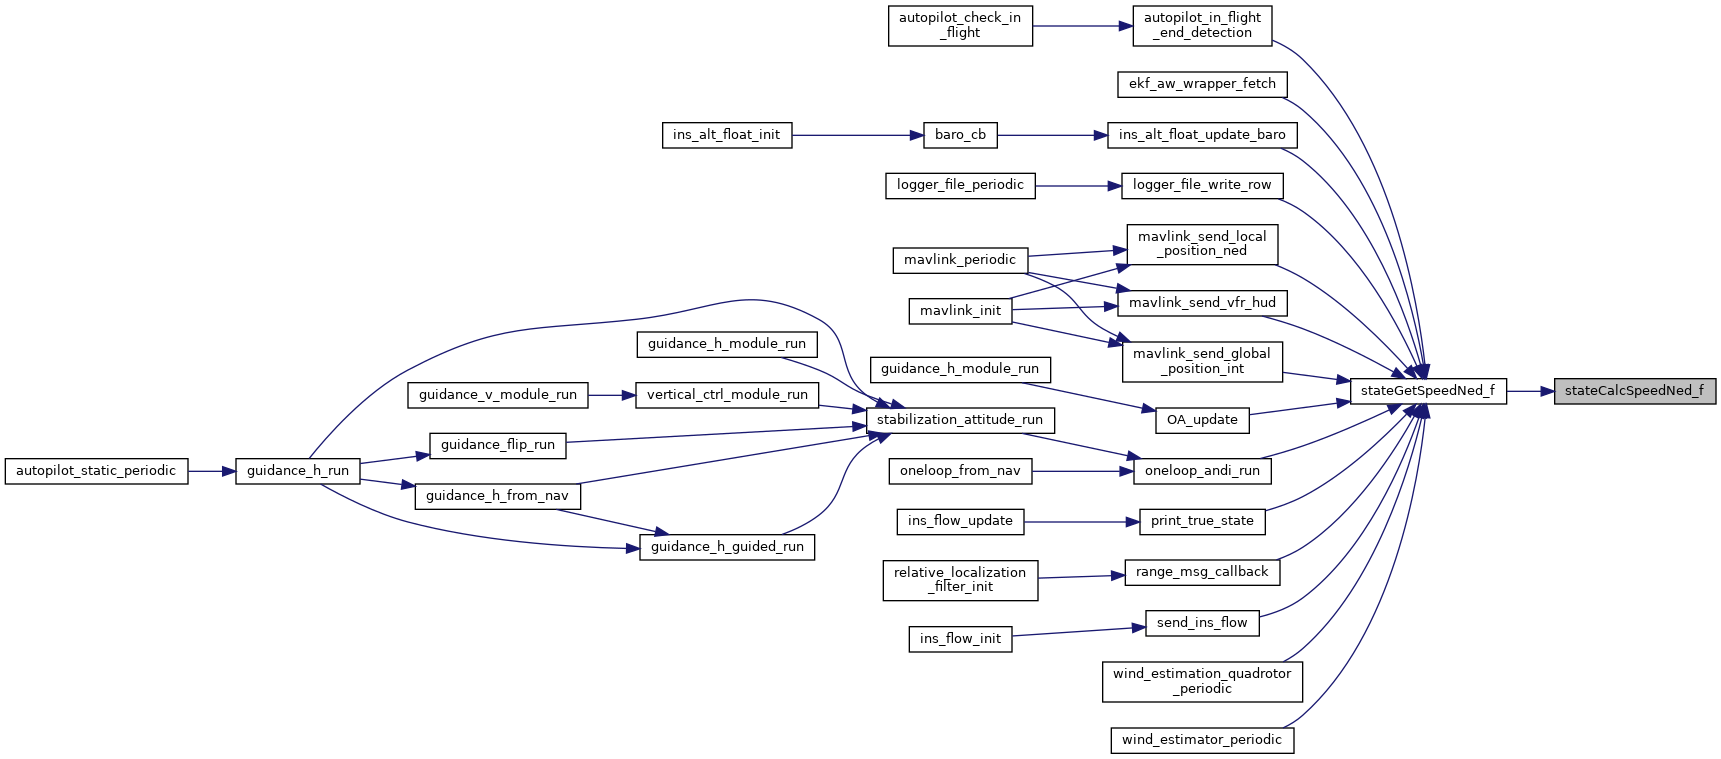 autopilot_check_in
_flight
autopilot_in_flight
_end_detection
ekf_aw_wrapper_fetch
ins_alt_float_init
baro_cb
ins_alt_float_update_baro
logger_file_periodic
logger_file_write_row
mavlink_send_local
_position_ned
mavlink_periodic
mavlink_send_vfr_hud
mavlink_init
guidance_h_module_run
mavlink_send_global
_position_int
guidance_h_module_run
stateGetSpeedNed_f
stateCalcSpeedNed_f
guidance_v_module_run
vertical_ctrl_module_run
stabilization_attitude_run
OA_update
guidance_flip_run
autopilot_static_periodic
guidance_h_run
oneloop_from_nav
oneloop_andi_run
guidance_h_from_nav
ins_flow_update
print_true_state
guidance_h_guided_run
relative_localization
_filter_init
range_msg_callback
send_ins_flow
ins_flow_init
wind_estimation_quadrotor
_periodic
wind_estimator_periodic